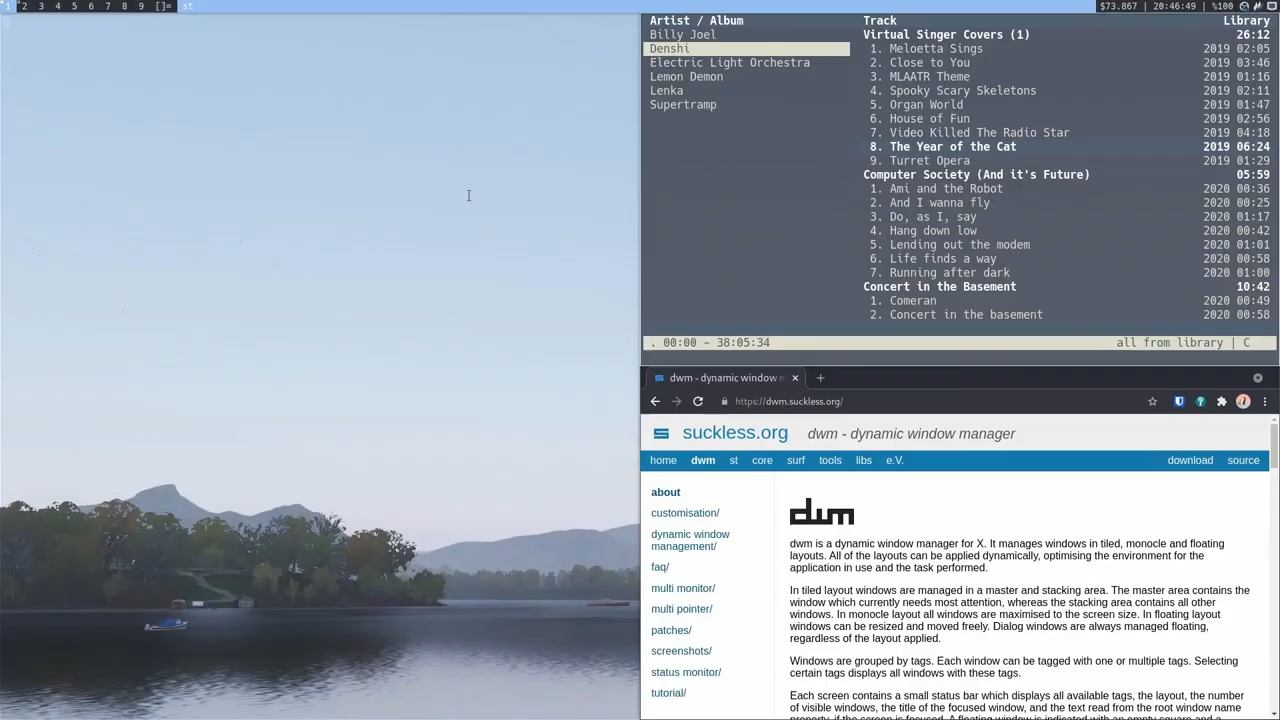 1 2 3 4 5 6 7 8 9 []= st
$73.867 | 20:46:49 | %100
Artist / Album
Billy Joel
Denshi
Electric Light Orchestra
Lemon Demon
Lenka
Supertramp
Track Library
Virtual Singer Covers (1) 26:12
1. Meloetta Sings 2019 02:05
2. Close to You 2019 03:46
3. MLAATR Theme 2019 01:16
4. Spooky Scary Skeletons 2019 02:11
5. Organ World 2019 01:47
6. House of Fun 2019 02:56
7. Video Killed The Radio Star 2019 04:18
8. The Year of the Cat 2019 06:24
9. Turret Opera 2019 01:29
Computer Society (And it's Future) 05:59
1. Ami and the Robot 2020 00:36
2. And I wanna fly 2020 00:25
3. Do, as I, say 2020 01:17
4. Hang down low 2020 00:42
5. Lending out the modem 2020 01:01
6. Life finds a way 2020 00:58
7. Running after dark 2020 01:00
Concert in the Basement 10:42
1. Comeran 2020 00:49
2. Concert in the basement 2020 00:58
. 00:00 - 38:05:34 all from library | C
dwm - dynamic window
https://dwm.suckless.org/
suckless.org dwm - dynamic window manager
home dwm st core surf tools libs e.V. download source
about
customisation/
dynamic window
management/
faq/
multi monitor/
multi pointer/
patches/
screenshots/
status monitor/
tutorial/
dwm
dwm is a dynamic window manager for X. It manages windows in tiled, monocle and floating
layouts. All of the layouts can be applied dynamically, optimising the environment for the
application in use and the task performed.
In tiled layout windows are managed in a master and stacking area. The master area contains the
window which currently needs most attention, whereas the stacking area contains all other
windows. In monocle layout all windows are maximised to the screen size. In floating layout
windows can be resized and moved freely. Dialog windows are always managed floating,
regardless of the layout applied.
Windows are grouped by tags. Each window can be tagged with one or multiple tags. Selecting
certain tags displays all windows with these tags.
Each screen contains a small status bar which displays all available tags, the layout, the number
of visible windows, the title of the focused window, and the text read from the root window name
property, if the screen is focused. A floating window is indicated with an empty square and a